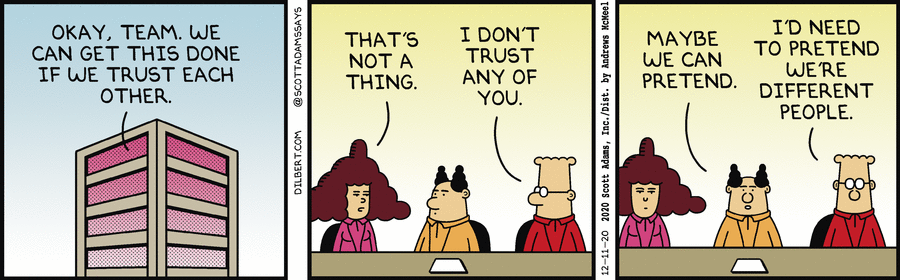 OKAY, TEAM. WE
CAN GET THIS DONE
IF WE TRUST EACH
OTHER.
DILBERT.COM @SCOTTADAMSSAYS
THAT'S
NOT A
THING.
I DON'T
TRUST
ANY OF
YOU.
12-11-20 2020 Scott Adams, Inc./Dist. by Andrews McMeel
MAYBE
WE CAN
PRETEND.
I'D NEED
TO PRETEND
WE'RE
DIFFERENT
PEOPLE.